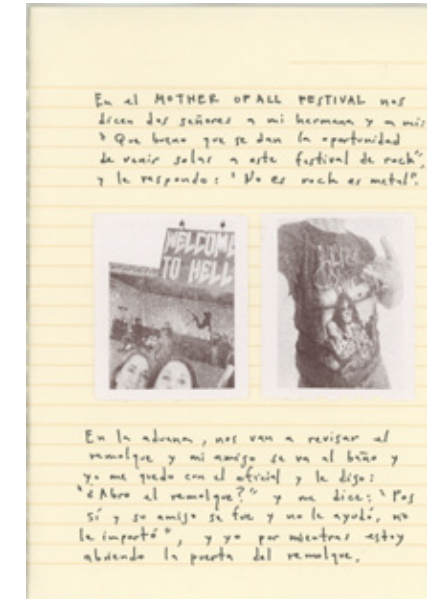 En el MOTHER OF ALL FESTIVAL nos
dicen dos señores a mi hermana y a mi:
"Que bueno que se dan la oportunidad
de venir solas a este festival de rock",
y le respondo: "No es rock es metal".
WELCOME
TO HELL
En la aduana, nos van a revisar el
remolque y mi amigo se va al baño y
yo me quedo con el oficial y le digo:
"¿Abro el remolque?" y me dice: "Pos
sí y su amigo se fue y no le ayudó, no
le importó", y yo por mientras estoy
abriendo la puerta del remolque.